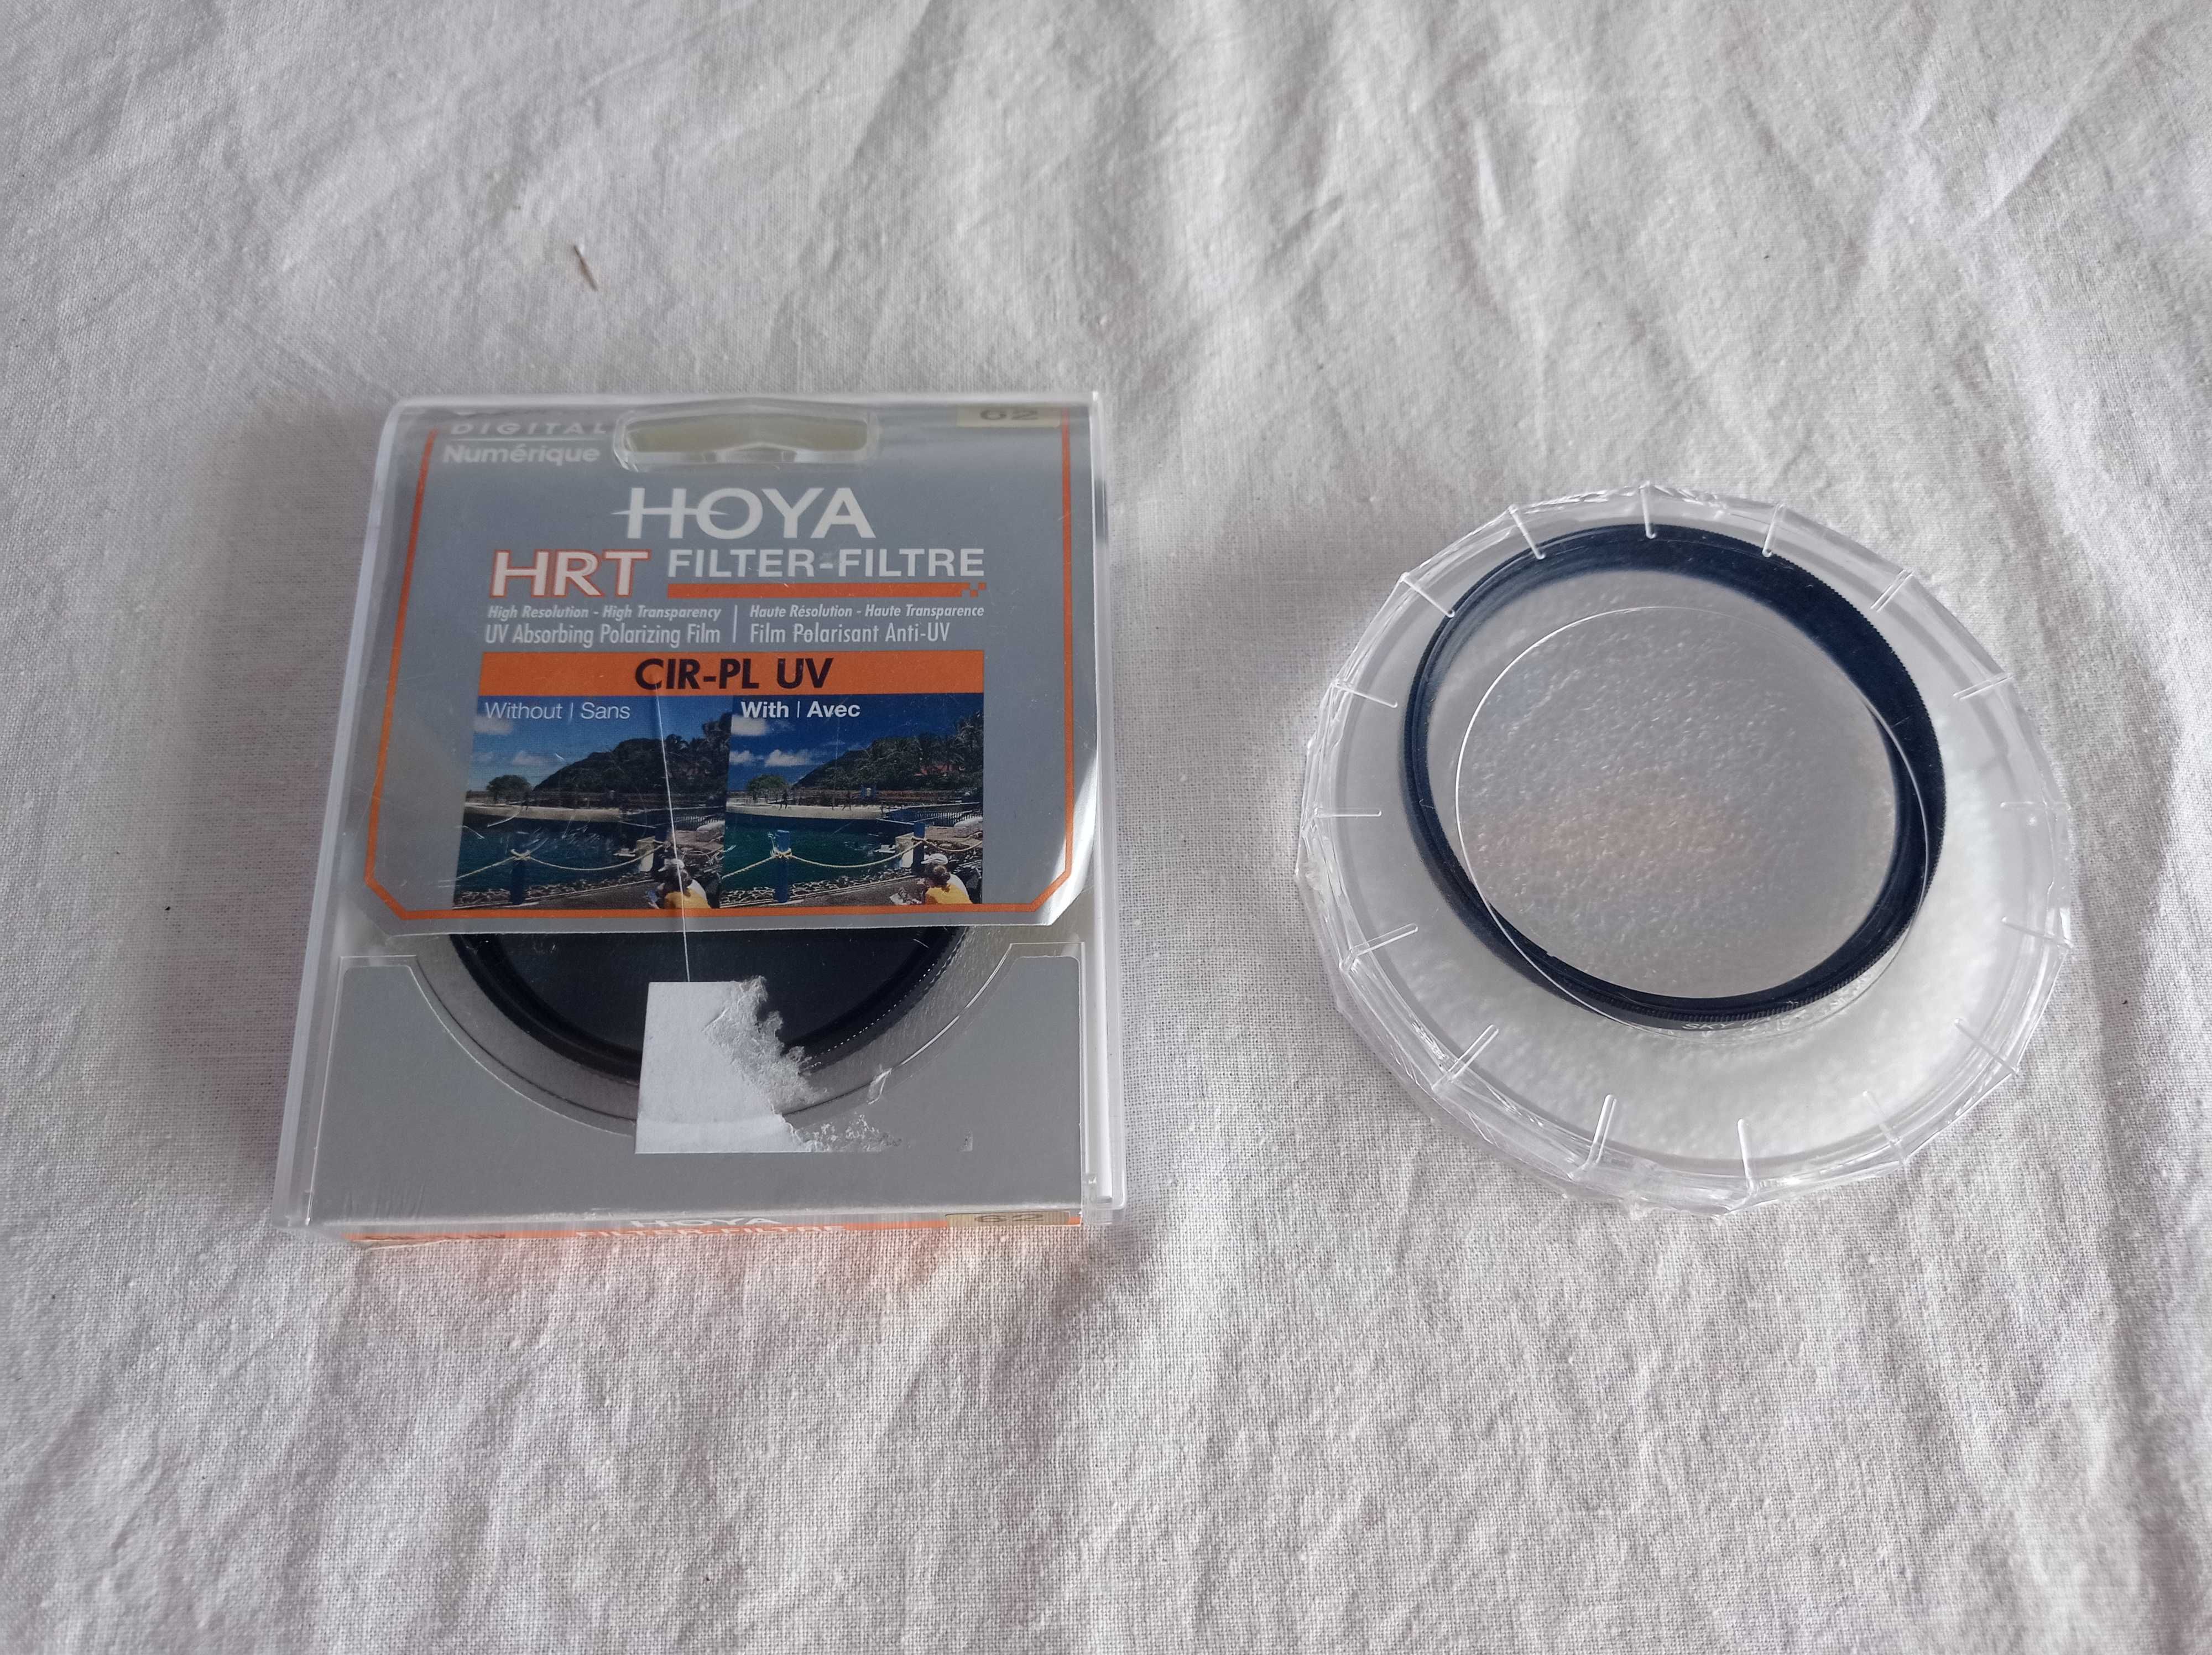 DIGITAL
Numérique
62
HOYA
HRT FILTER-FILTRE
High Resolution - High Transparency
UV Absorbing Polarizing Film
Haute Résolution - Haute Transparence
Film Polarisant Anti-UV
CIR-PL UV
Without | Sans
With | Avec
HOYA
62
SKY